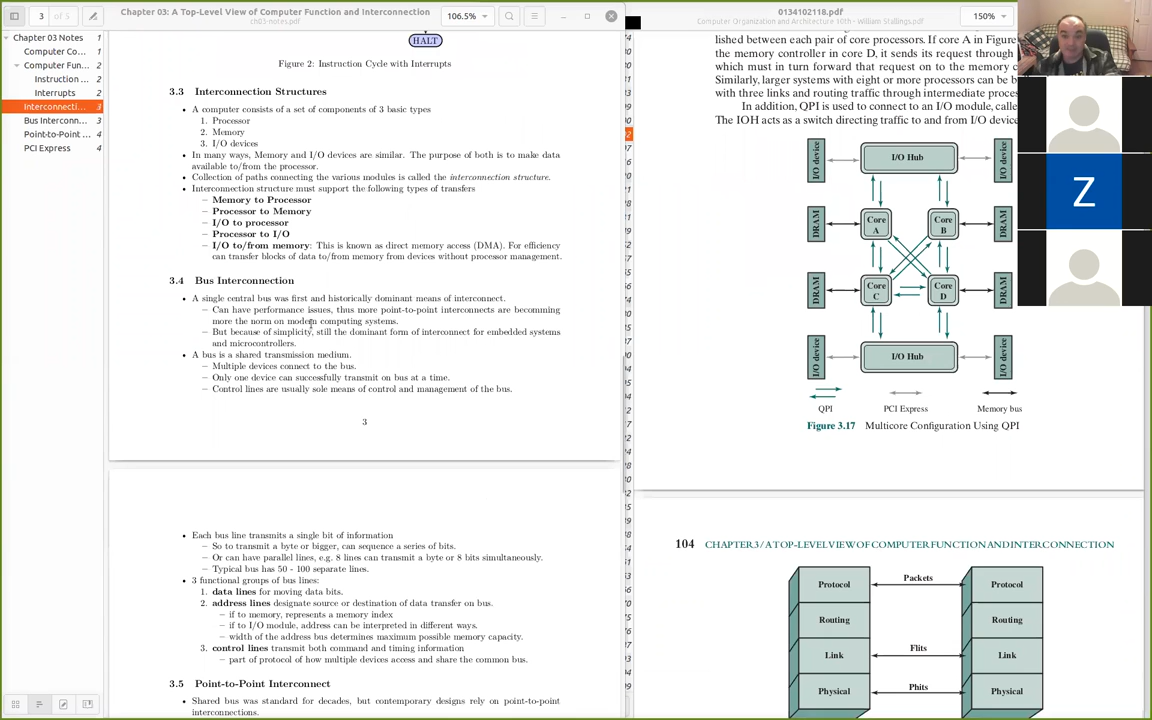 3
of 5
Chapter 03: A Top-Level View of Computer Function and Interconnection
ch03-notes.pdf
106.5%
0134102118.pdf
Computer Organization and Architecture 10th - William Stallings.pdf
150%
Chapter 03 Notes 1
Computer Co... 1
Computer Fun... 2
Instruction ... 2
Interrupts 2
Interconnecti... 3
Bus Interconn... 3
Point-to-Point ... 4
PCI Express 4
HALT
Figure 2: Instruction Cycle with Interrupts
3.3 Interconnection Structures
• A computer consists of a set of components of 3 basic types
1. Processor
2. Memory
3. I/O devices
• In many ways, Memory and I/O devices are similar. The purpose of both is to make data
available to/from the processor.
• Collection of paths connecting the various modules is called the interconnection structure.
• Interconnection structure must support the following types of transfers
– Memory to Processor
– Processor to Memory
– I/O to processor
– Processor to I/O
– I/O to/from memory: This is known as direct memory access (DMA). For efficiency
can transfer blocks of data to/from memory from devices without processor management.
3.4 Bus Interconnection
• A single central bus was first and historically dominant means of interconnect.
– Can have performance issues, thus more point-to-point interconnects are becomming
more the norm on modern computing systems.
– But because of simplicity, still the dominant form of interconnect for embedded systems
and microcontrollers.
• A bus is a shared transmission medium.
– Multiple devices connect to the bus.
– Only one device can successfully transmit on bus at a time.
– Control lines are usually sole means of control and management of the bus.
3
• Each bus line transmits a single bit of information
– So to transmit a byte or bigger, can sequence a series of bits.
– Or can have parallel lines, e.g. 8 lines can transmit a byte or 8 bits simultaneously.
– Typical bus has 50 - 100 separate lines.
• 3 functional groups of bus lines:
1. data lines for moving data bits.
2. address lines designate source or destination of data transfer on bus.
– if to memory, represents a memory index
– if to I/O module, address can be interpreted in different ways.
– width of the address bus determines maximum possible memory capacity.
3. control lines transmit both command and timing information
– part of protocol of how multiple devices access and share the common bus.
3.5 Point-to-Point Interconnect
• Shared bus was standard for decades, but contemporary designs rely on point-to-point
interconnections.
lished between each pair of core processors. If core A in Figure
the memory controller in core D, it sends its request through
which must in turn forward that request on to the memory c
Similarly, larger systems with eight or more processors can be b
with three links and routing traffic through intermediate proces
In addition, QPI is used to connect to an I/O module, calle
The IOH acts as a switch directing traffic to and from I/O device
I/O device
I/O Hub
I/O device
DRAM
Core A
Core B
DRAM
DRAM
Core C
Core D
DRAM
I/O device
I/O Hub
I/O device
QPI
PCI Express
Memory bus
Figure 3.17 Multicore Configuration Using QPI
104 CHAPTER 3 / A TOP-LEVEL VIEW OF COMPUTER FUNCTION AND INTERCONNECTION
Protocol Packets Protocol
Routing Routing
Link Flits Link
Physical Phits Physical
Z